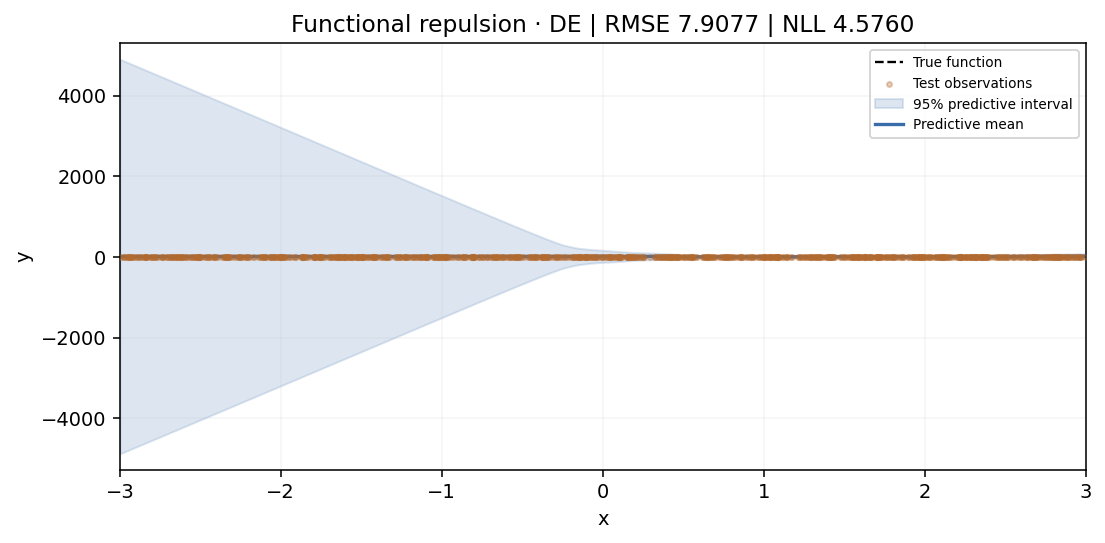 Functional repulsion · DE | RMSE 7.9077 | NLL 4.5760
True function
Test observations
95% predictive interval
Predictive mean
4000
2000
0
−2000
−4000
y
−3
−2
−1
0
1
2
3
x